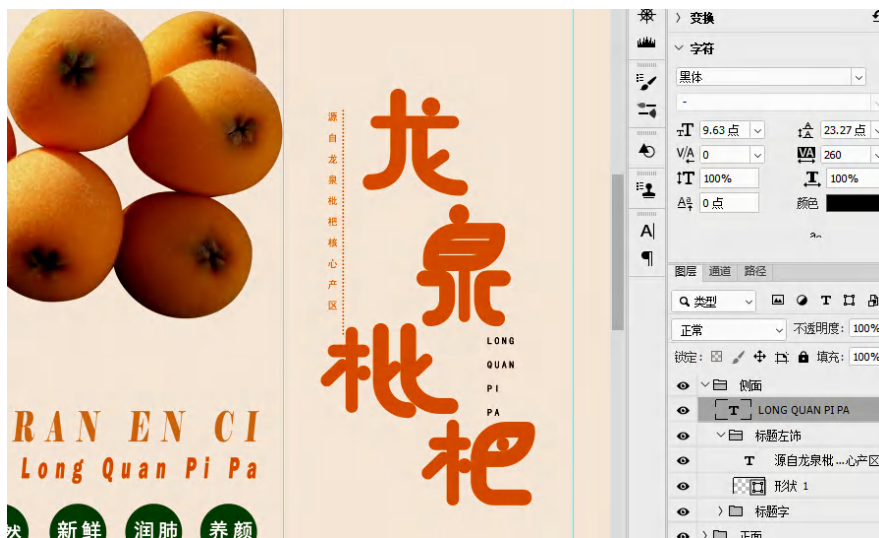 源自龙泉枇杷核心产区
龙泉枇杷
LONG
QUAN
PI
PA
RAN EN CI
Long Quan Pi Pa
然
新鲜
润肺
养颜
变换
字符
黑体
-
9.63 点
23.27 点
0
260
100%
100%
0 点
颜色
图层 通道 路径
类型
正常
不透明度: 100%
锁定:
填充: 100%
侧面
T LONG QUAN PI PA
标题左饰
T 源自龙泉枇...心产区
形状 1
标题字
正面